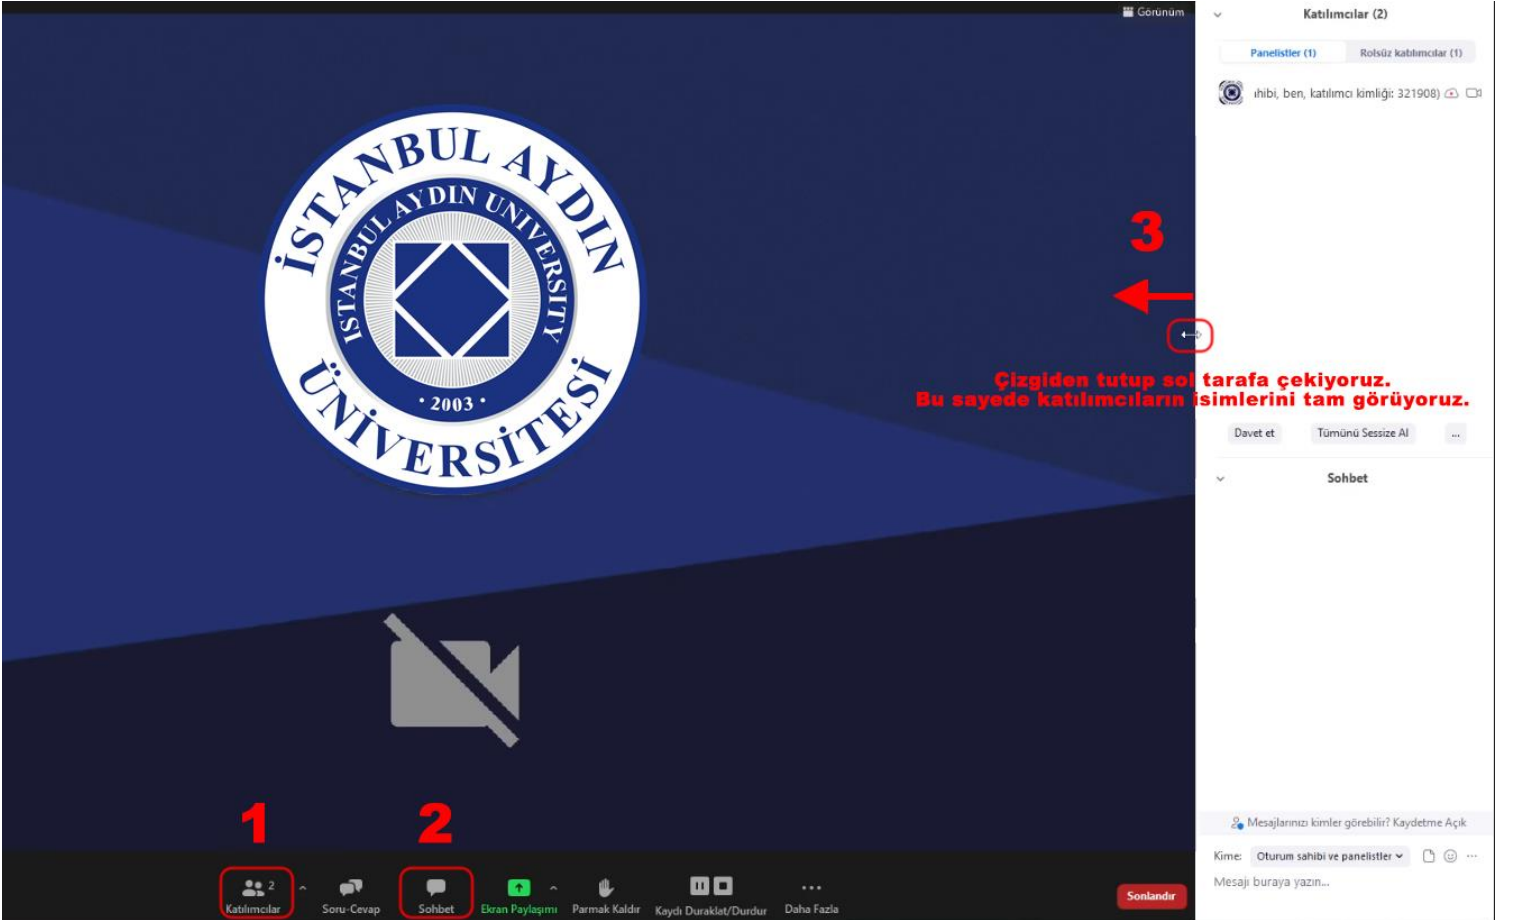 Görünüm
Katılımcılar (2)
Panelistler (1)
Rolsüz katılımcılar (1)
ıhibi, ben, katılımcı kimliği: 321908)
İSTANBUL AYDIN
ÜNİVERSİTESİ
ISTANBUL AYDIN UNIVERSITY
· 2003 ·
3
Çizgiden tutup sol tarafa çekiyoruz.
Bu sayede katılımcıların isimlerini tam görüyoruz.
Davet et
Tümünü Sessize Al
...
Sohbet
1
2
Mesajlarınızı kimler görebilir? Kaydetme Açık
Kime: Oturum sahibi ve panelistler
Mesajı buraya yazın...
2
Katılımcılar
Soru-Cevap
Sohbet
Ekran Paylaşımı
Parmak Kaldır
Kaydı Duraklat/Durdur
Daha Fazla
Sonlandır